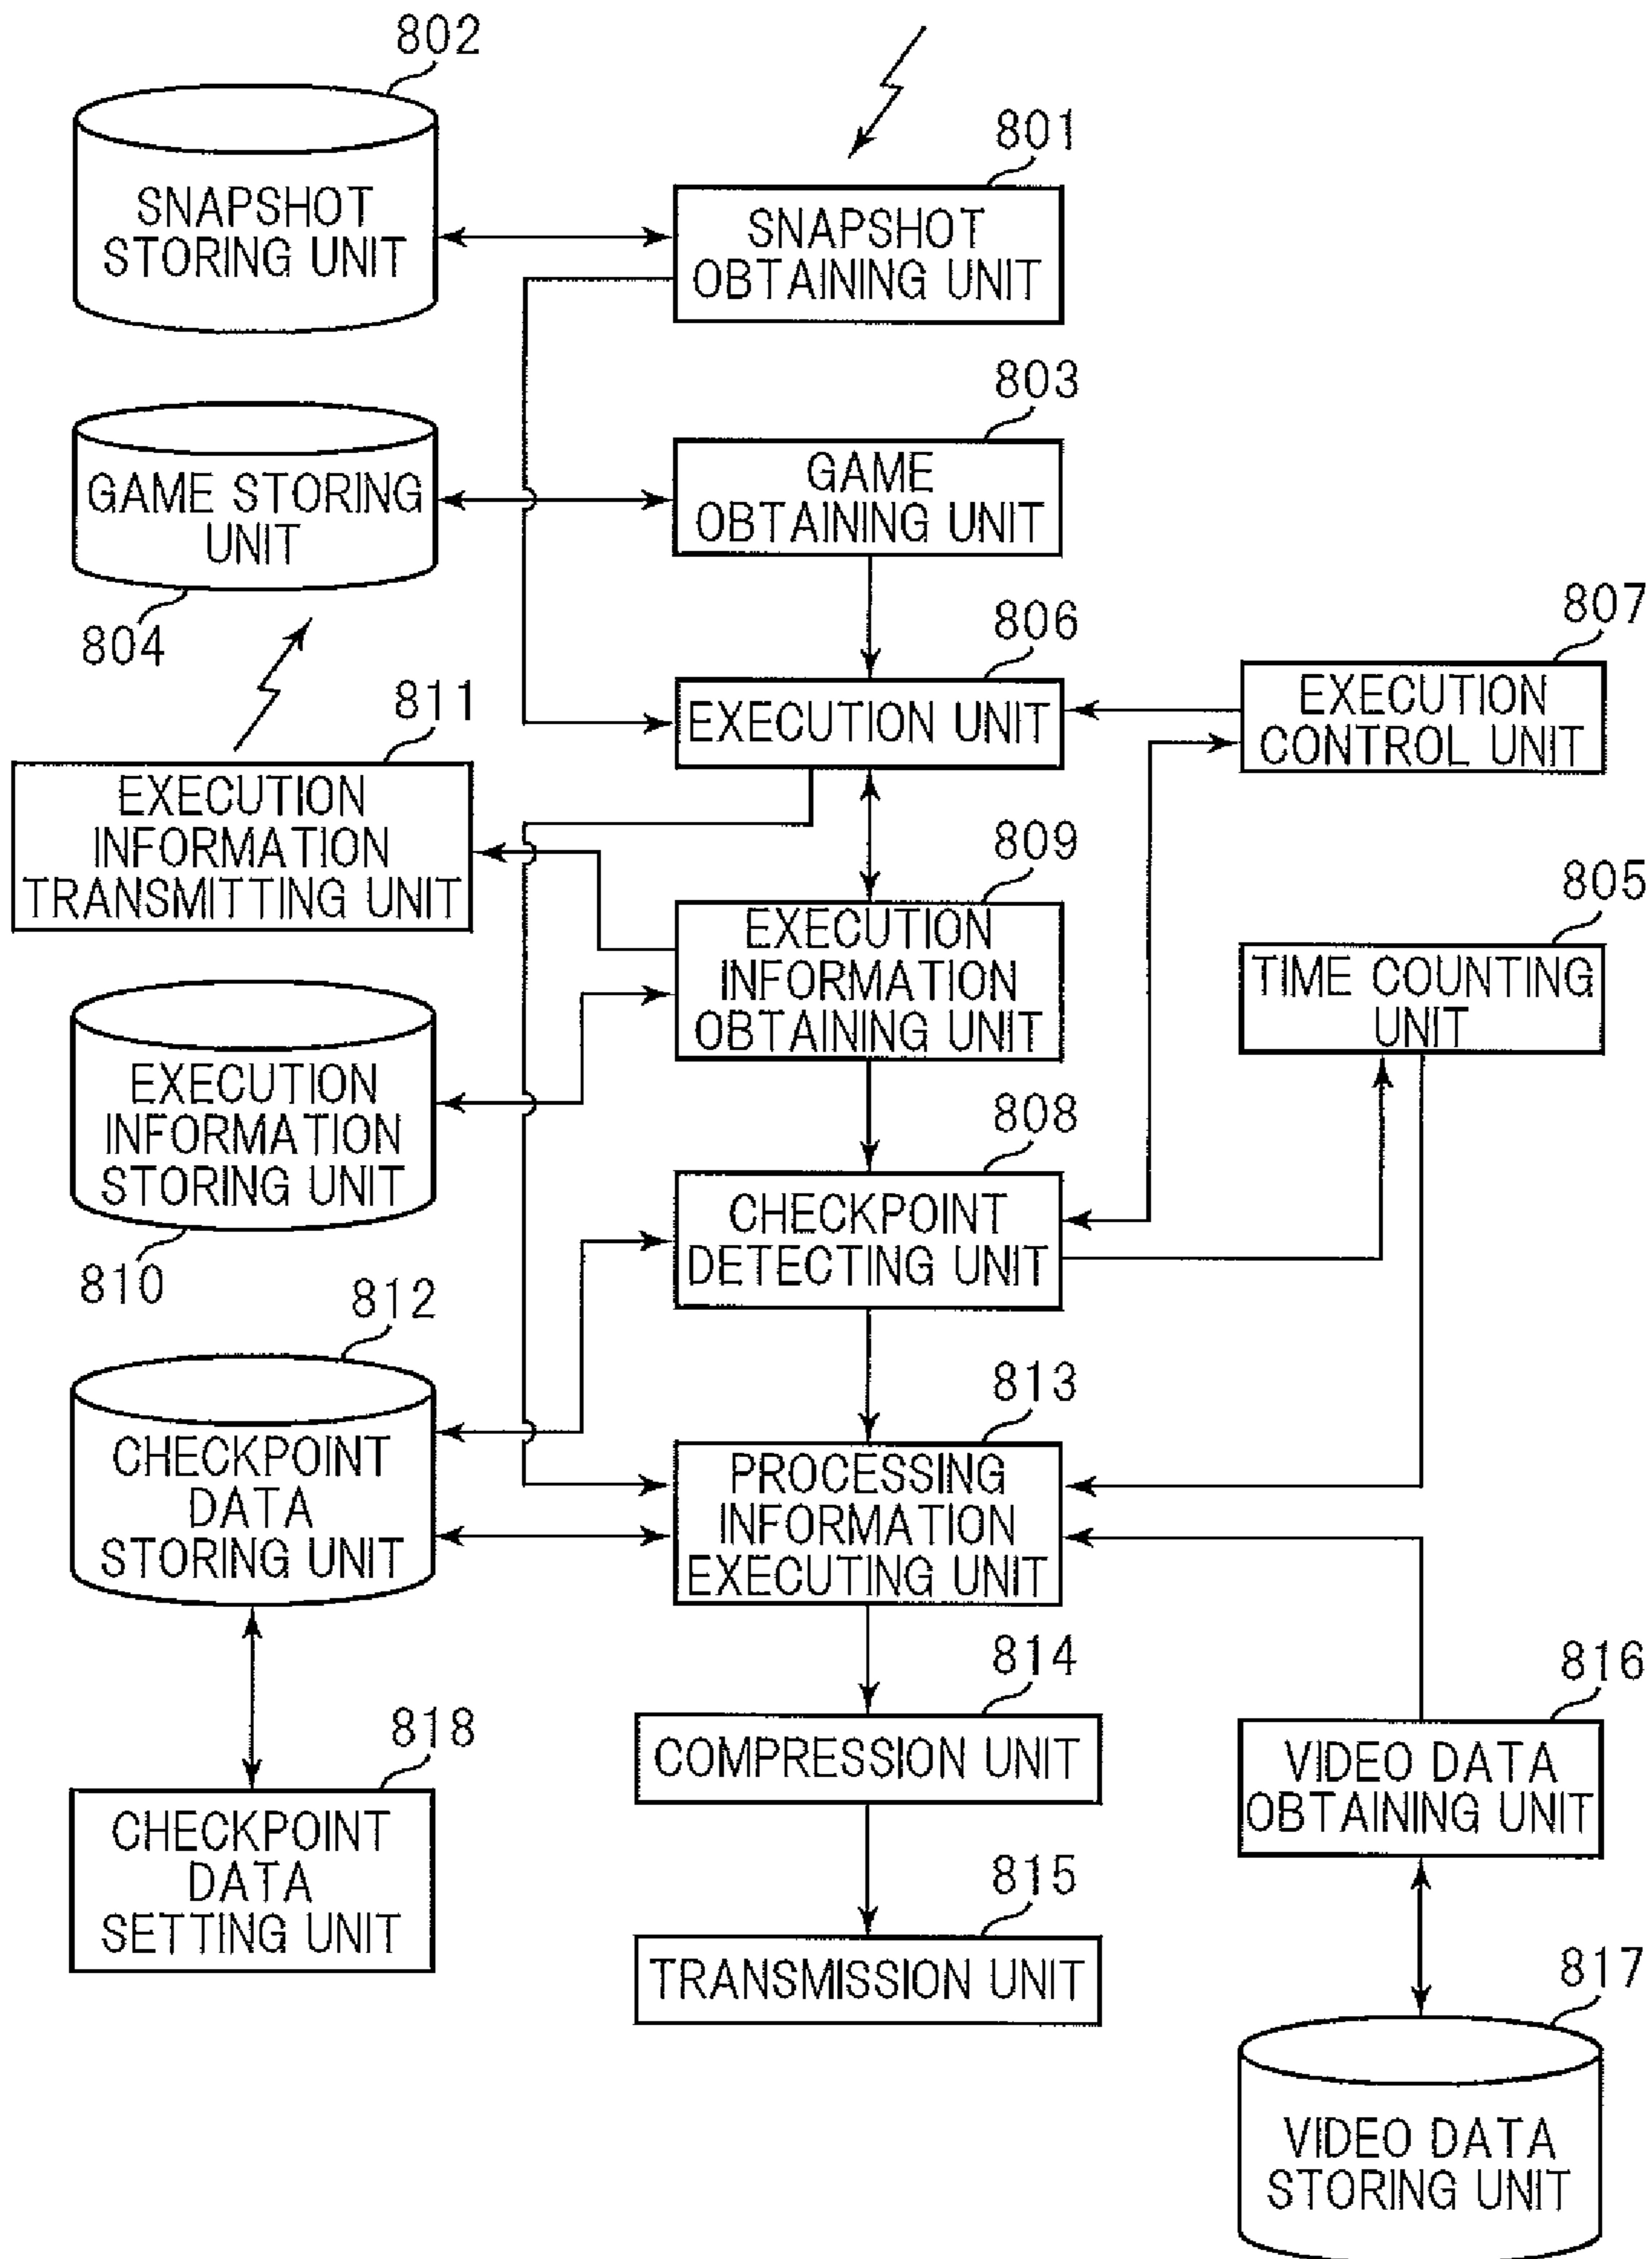 802
SNAPSHOT
STORING UNIT
801
SNAPSHOT
OBTAINING UNIT
803
GAME
OBTAINING UNIT
GAME STORING
UNIT
804
806
EXECUTION UNIT
807
EXECUTION
CONTROL UNIT
811
EXECUTION
INFORMATION
TRANSMITTING UNIT
809
EXECUTION
INFORMATION
OBTAINING UNIT
805
TIME COUNTING
UNIT
EXECUTION
INFORMATION
STORING UNIT
810
808
CHECKPOINT
DETECTING UNIT
812
CHECKPOINT
DATA
STORING UNIT
813
PROCESSING
INFORMATION
EXECUTING UNIT
814
COMPRESSION UNIT
816
VIDEO DATA
OBTAINING UNIT
818
CHECKPOINT
DATA
SETTING UNIT
815
TRANSMISSION UNIT
817
VIDEO DATA
STORING UNIT